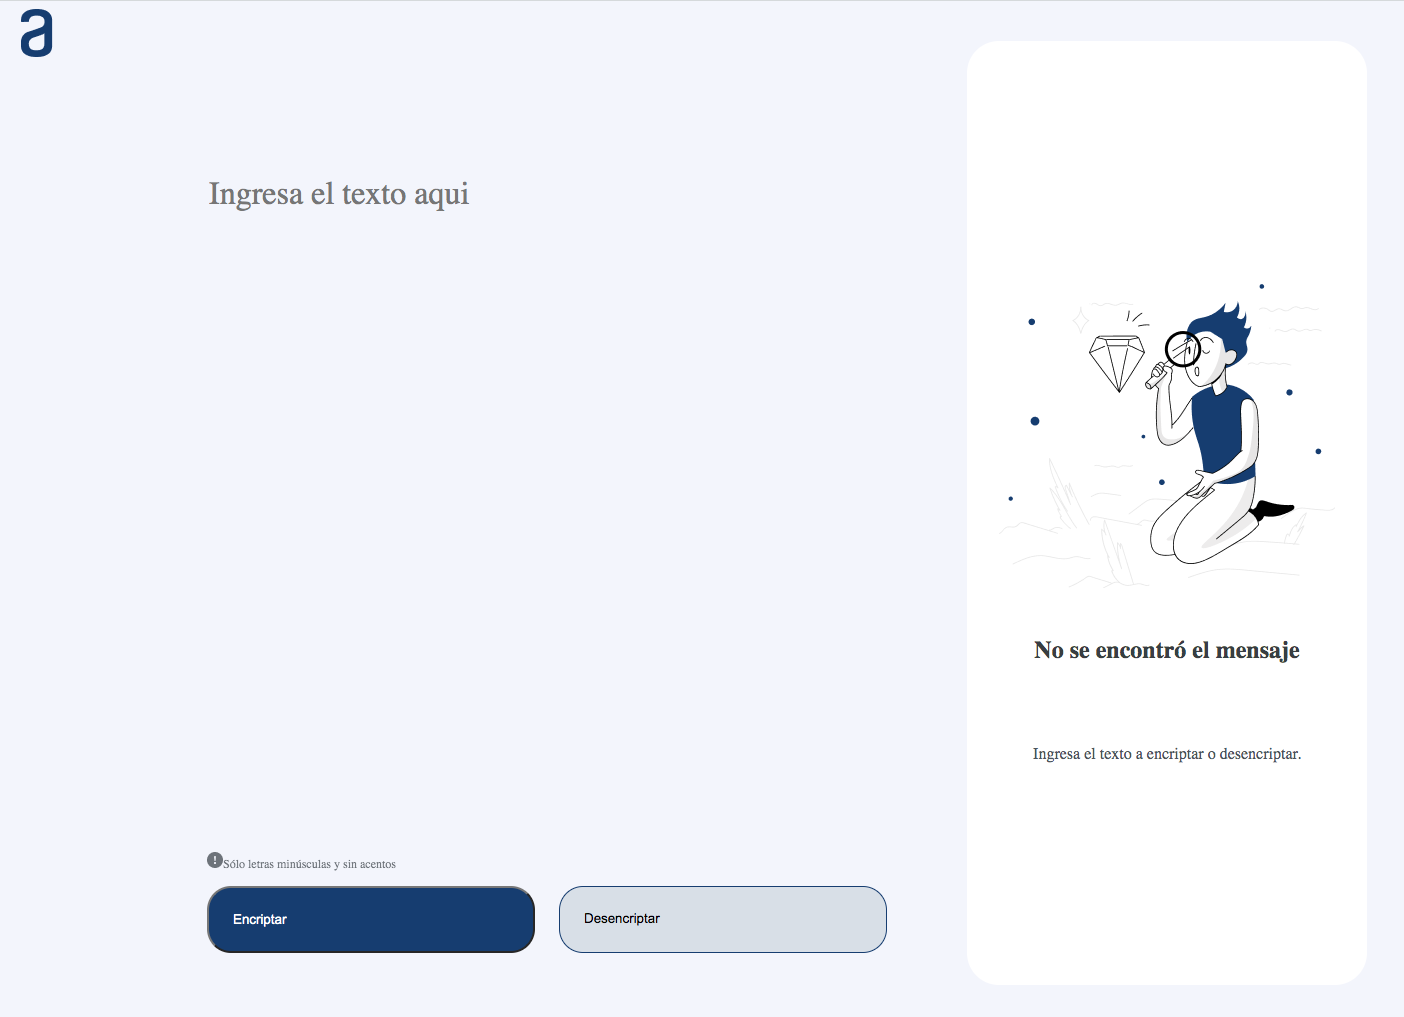 a
Ingresa el texto aqui
No se encontró el mensaje
Ingresa el texto a encriptar o desencriptar.
Sólo letras minúsculas y sin acentos
Encriptar
Desencriptar